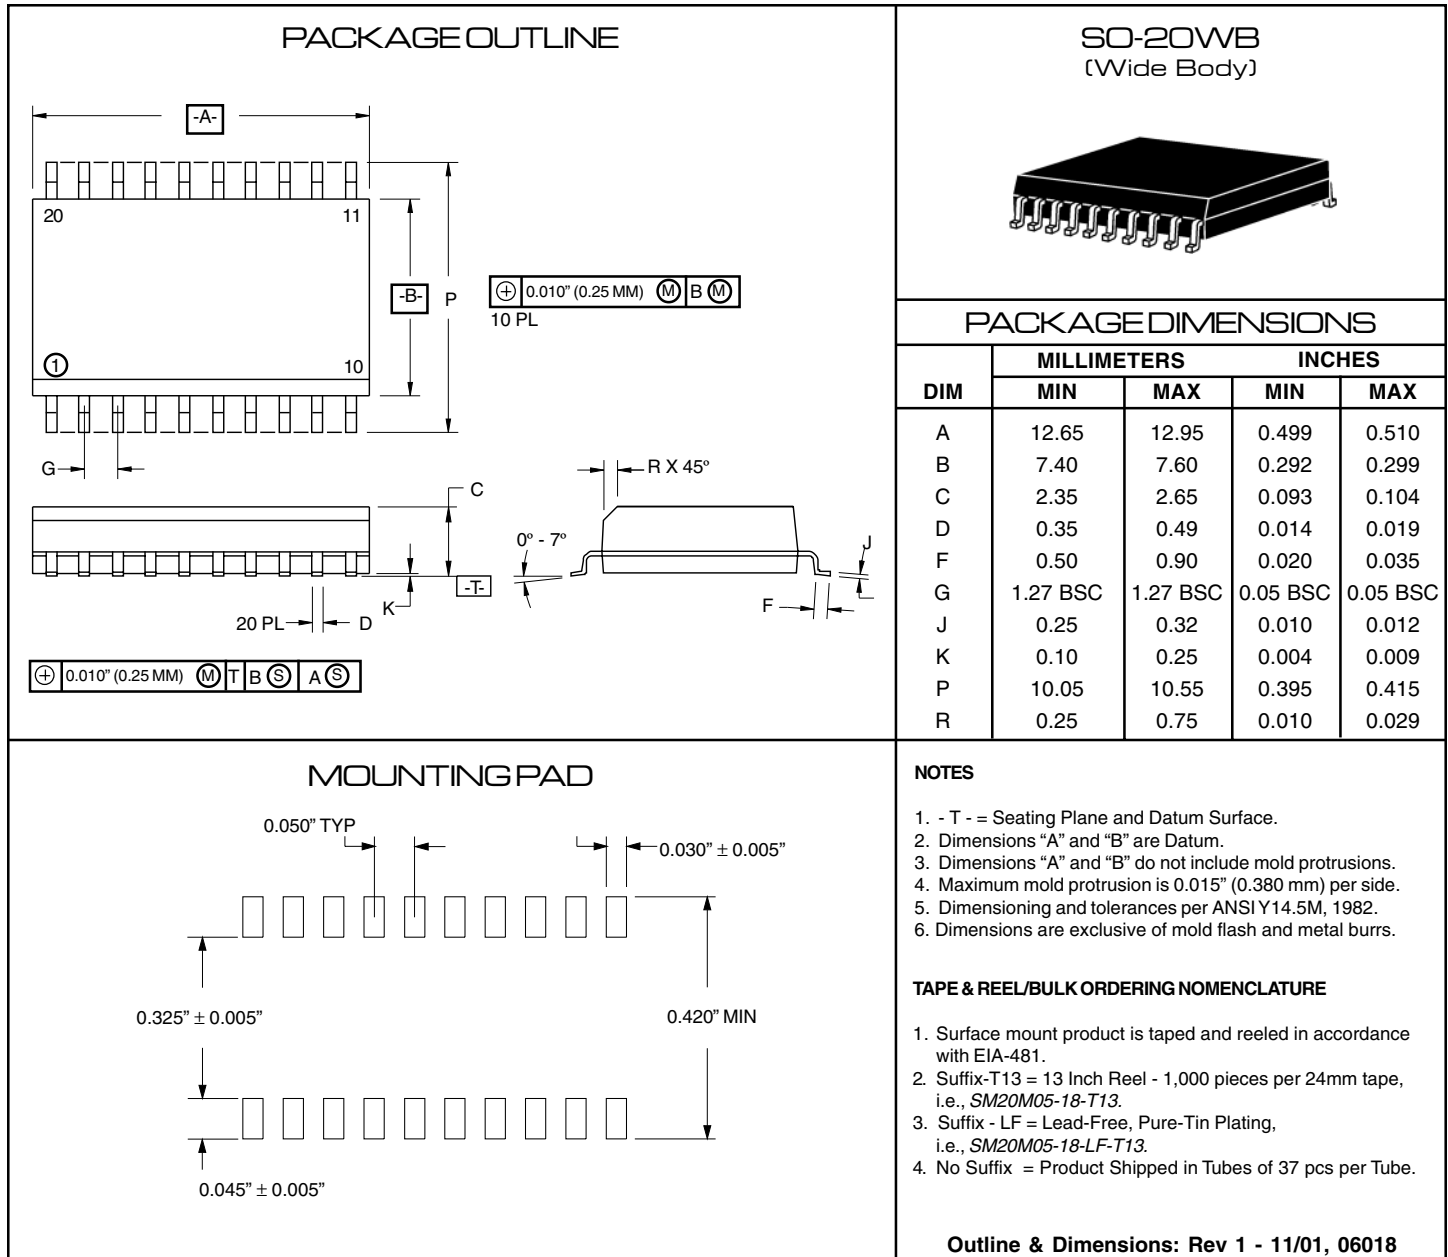 PACKAGE OUTLINE
-A-
20
11
-B-
P
⌖ 0.010” (0.25 MM) Ⓜ B Ⓜ
10 PL
1
10
G
C
R X 45º
0º - 7º
J
-T-
K
F
20 PL
D
⌖ 0.010” (0.25 MM) Ⓜ T B Ⓢ A Ⓢ
SO-20WB
(Wide Body)
PACKAGE DIMENSIONS
MILLIMETERS INCHES
DIM MIN MAX MIN MAX
A 12.65 12.95 0.499 0.510
B 7.40 7.60 0.292 0.299
C 2.35 2.65 0.093 0.104
D 0.35 0.49 0.014 0.019
F 0.50 0.90 0.020 0.035
G 1.27 BSC 1.27 BSC 0.05 BSC 0.05 BSC
J 0.25 0.32 0.010 0.012
K 0.10 0.25 0.004 0.009
P 10.05 10.55 0.395 0.415
R 0.25 0.75 0.010 0.029
MOUNTING PAD
0.050” TYP
0.030” ± 0.005”
0.325” ± 0.005”
0.420” MIN
0.045” ± 0.005”
NOTES
1. - T - = Seating Plane and Datum Surface.
2. Dimensions “A” and “B” are Datum.
3. Dimensions “A” and “B” do not include mold protrusions.
4. Maximum mold protrusion is 0.015” (0.380 mm) per side.
5. Dimensioning and tolerances per ANSI Y14.5M, 1982.
6. Dimensions are exclusive of mold flash and metal burrs.
TAPE & REEL/BULK ORDERING NOMENCLATURE
1. Surface mount product is taped and reeled in accordance
with EIA-481.
2. Suffix-T13 = 13 Inch Reel - 1,000 pieces per 24mm tape,
i.e., SM20M05-18-T13.
3. Suffix - LF = Lead-Free, Pure-Tin Plating,
i.e., SM20M05-18-LF-T13.
4. No Suffix = Product Shipped in Tubes of 37 pcs per Tube.
Outline & Dimensions: Rev 1 - 11/01, 06018